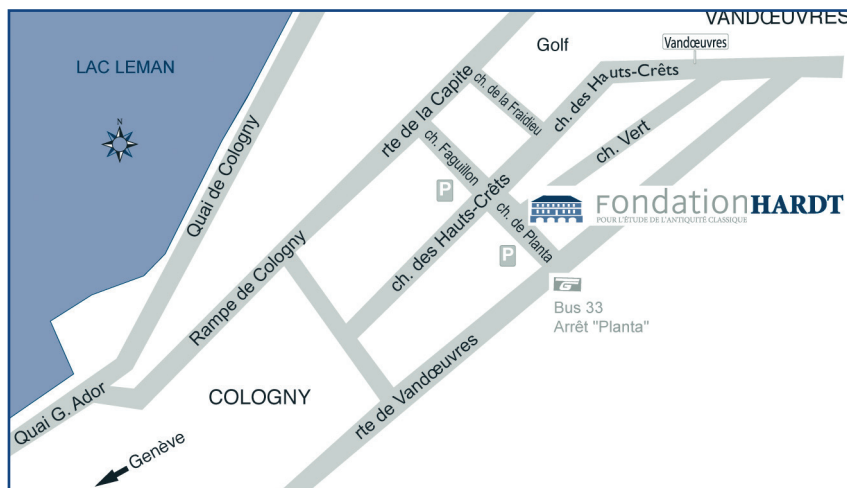 VANDŒUVRES
Vandœuvres
Golf
LAC LEMAN
N
Quai de Cologny
rte de la Capite
ch. de la Fraidieu
ch. des Hauts-Crêts
ch. Vert
ch. Faguillon
P
ch. de Planta
fondation HARDT
POUR L'ÉTUDE DE L'ANTIQUITÉ CLASSIQUE
ch. des Hauts-Crêts
P
Rampe de Cologny
Bus 33
Arrêt "Planta"
rte de Vandœuvres
COLOGNY
Quai G. Ador
Genève